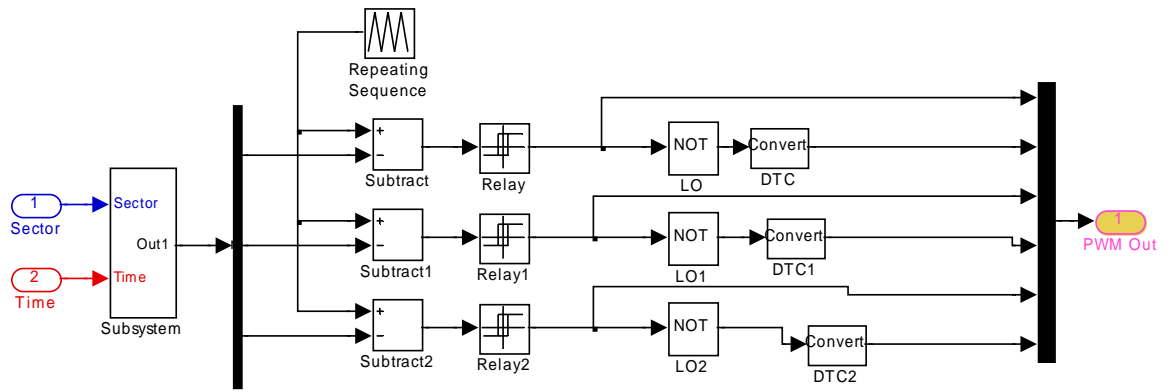 Repeating
Sequence
+
−
Subtract
Relay
NOT
LO
Convert
DTC
1
Sector
Sector
Time
Out1
Subsystem
2
Time
+
−
Subtract1
Relay1
NOT
LO1
Convert
DTC1
1
PWM Out
+
−
Subtract2
Relay2
NOT
LO2
Convert
DTC2